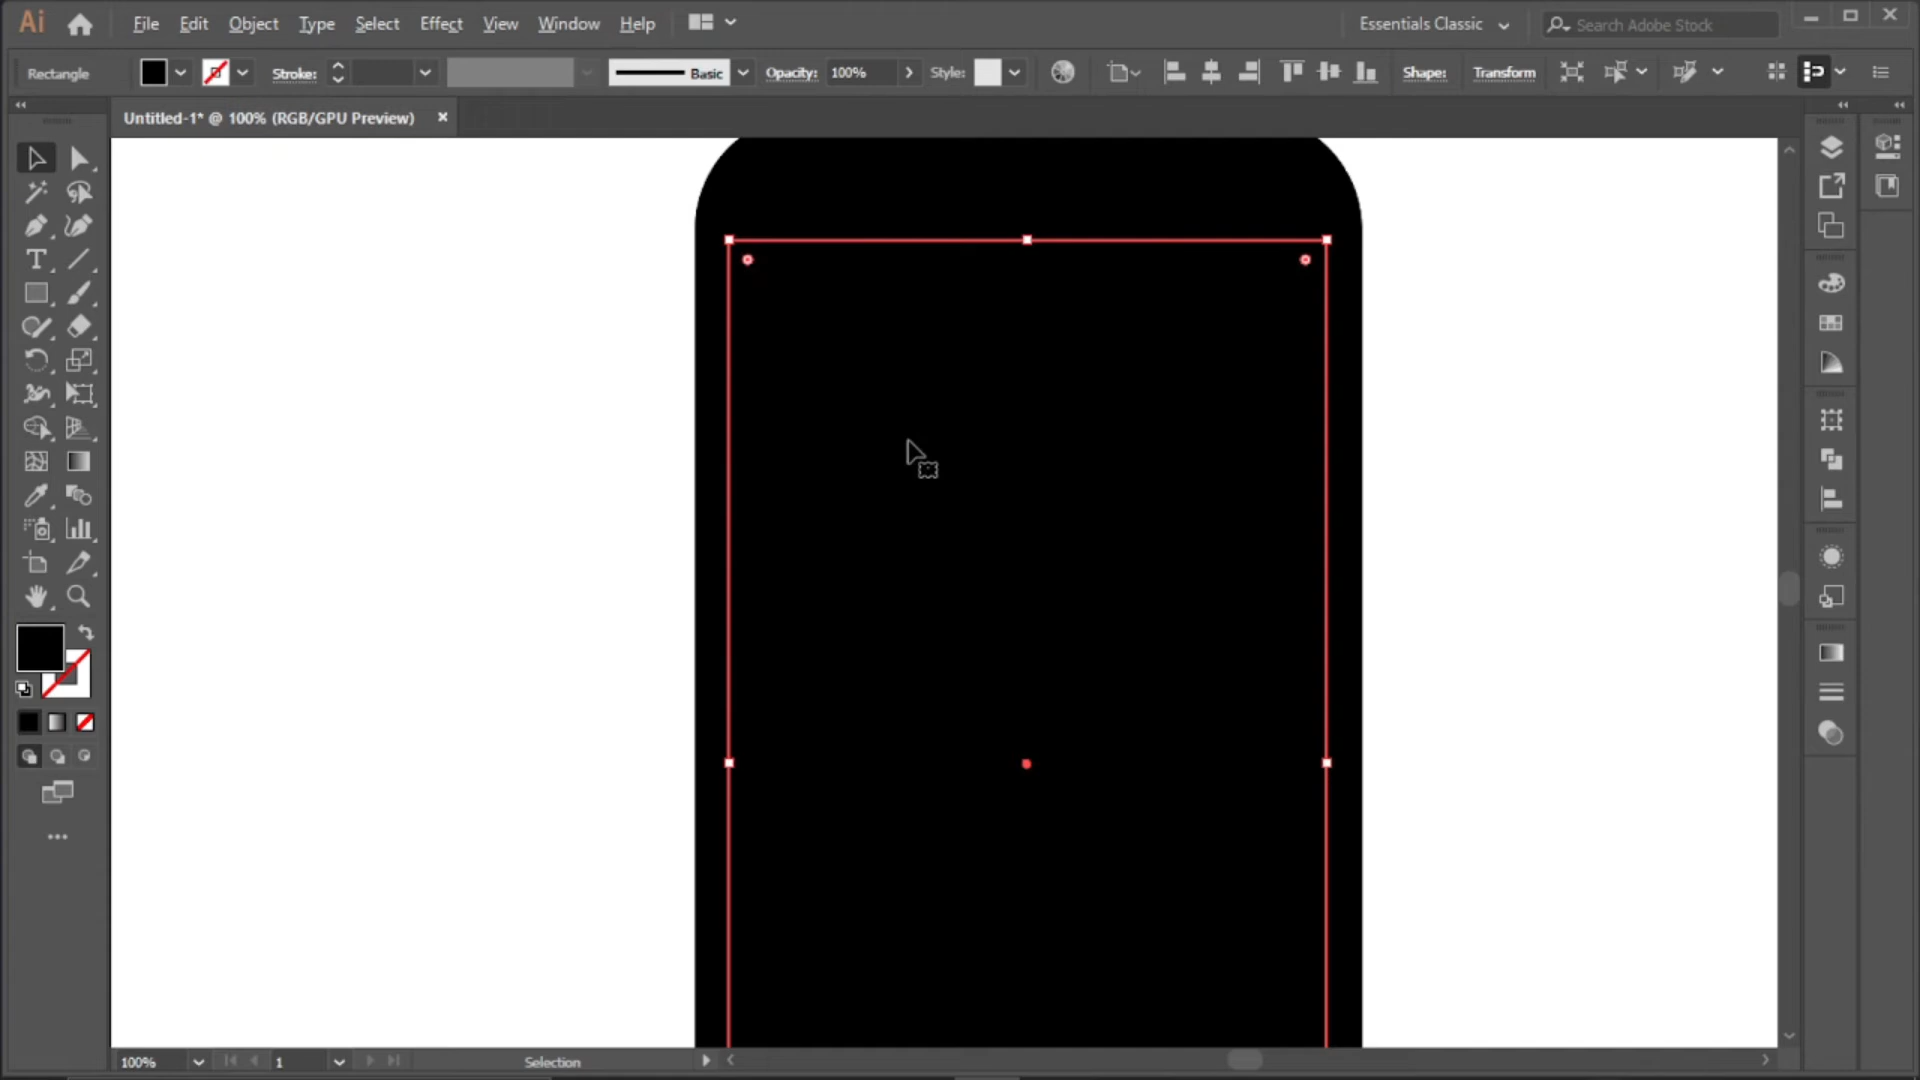 Ai File Edit Object Type Select Effect View Window Help Essentials Classic Search Adobe Stock
Rectangle Stroke: Basic Opacity: 100% Style: Shape: Transform
Untitled-1* @ 100% (RGB/GPU Preview)
100% 1 Selection